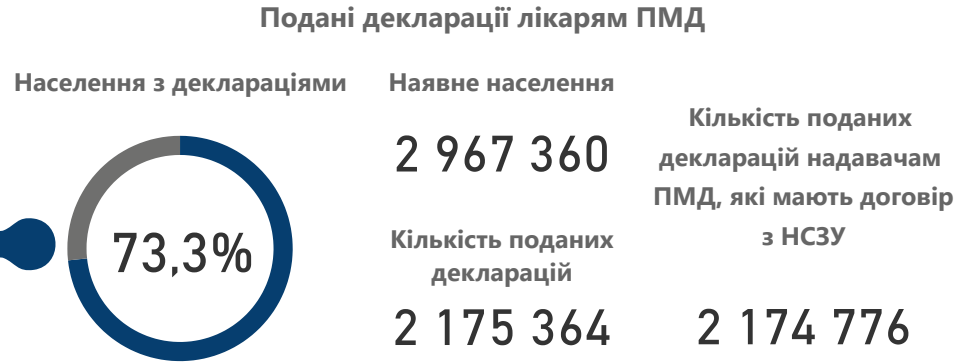 Подані декларації лікарям ПМД
Населення з деклараціями
73,3%
Наявне населення
2 967 360
Кількість поданих
декларацій
2 175 364
Кількість поданих
декларацій надавачам
ПМД, які мають договір
з НСЗУ
2 174 776